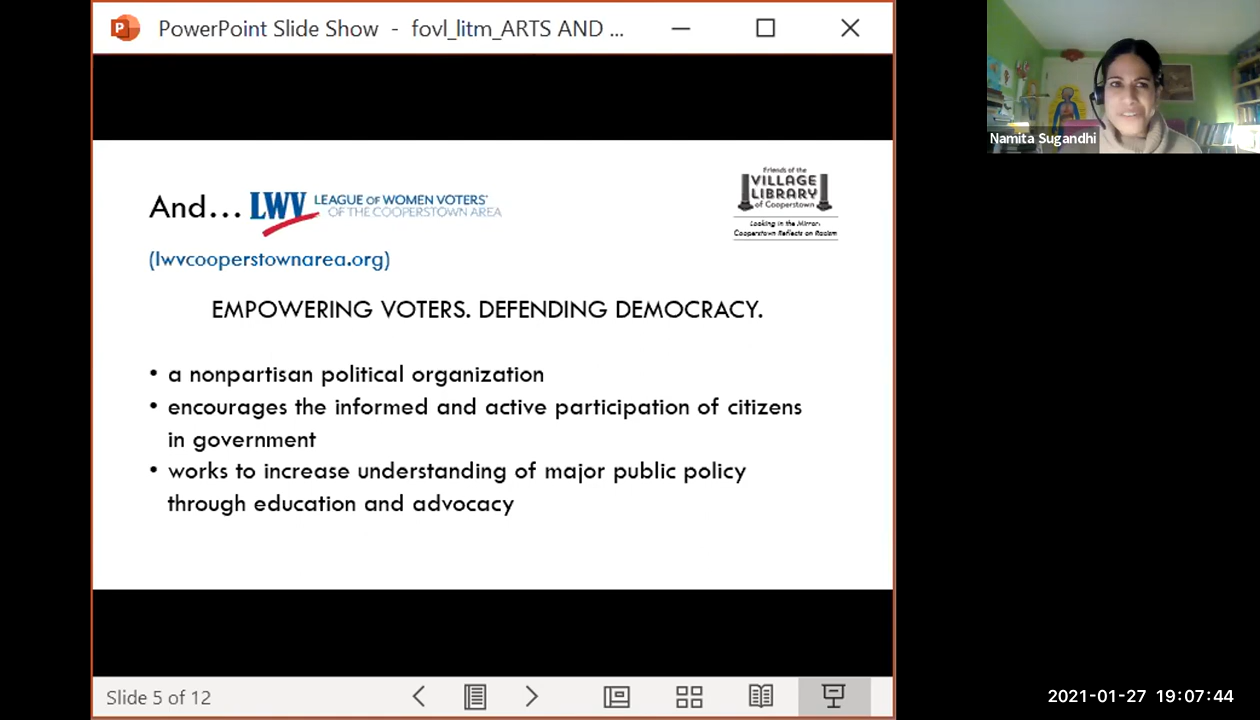 PowerPoint Slide Show - fovl_litm_ARTS AND ...
Namita Sugandhi
And... LWV LEAGUE OF WOMEN VOTERS'
OF THE COOPERSTOWN AREA
Friends of the
VILLAGE
LIBRARY
of Cooperstown
Looking in the Mirror:
Cooperstown Reflects on Racism
(lwvcooperstownarea.org)
EMPOWERING VOTERS. DEFENDING DEMOCRACY.
• a nonpartisan political organization
• encourages the informed and active participation of citizens
in government
• works to increase understanding of major public policy
through education and advocacy
Slide 5 of 12
2021-01-27 19:07:44